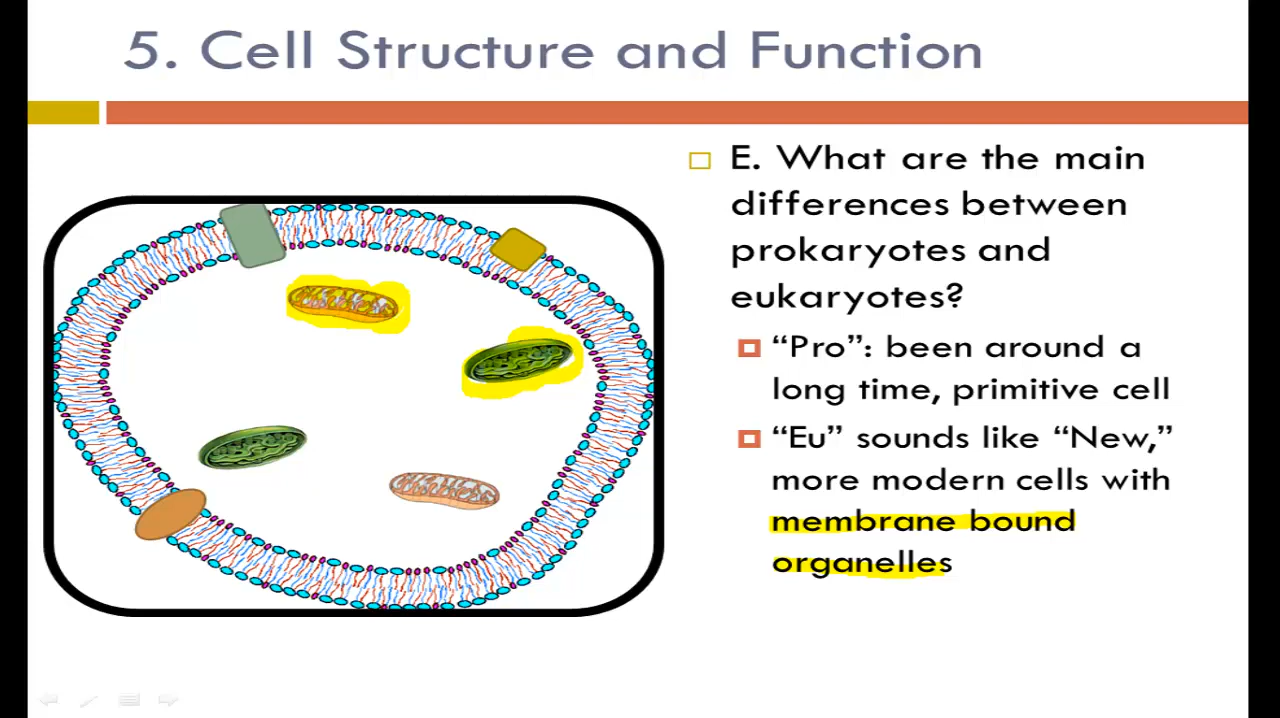 5. Cell Structure and Function
E. What are the main
differences between
prokaryotes and
eukaryotes?
“Pro”: been around a
long time, primitive cell
“Eu” sounds like “New,”
more modern cells with
membrane bound
organelles